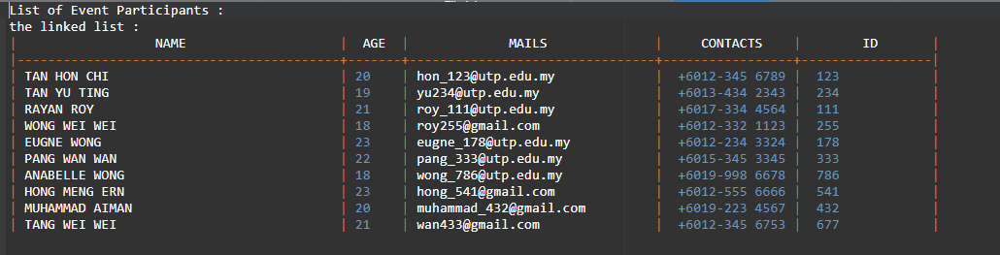 List of Event Participants :
the linked list :
| NAME | AGE | MAILS | CONTACTS | ID |
|---------------------------------------+-------+-------------------------------+----------------+----------------|
| TAN HON CHI | 20 | hon_123@utp.edu.my | +6012-345 6789 | 123 |
| TAN YU TING | 19 | yu234@utp.edu.my | +6013-434 2343 | 234 |
| RAYAN ROY | 21 | roy_111@utp.edu.my | +6017-334 4564 | 111 |
| WONG WEI WEI | 18 | roy255@gmail.com | +6012-332 1123 | 255 |
| EUGNE WONG | 23 | eugne_178@utp.edu.my | +6012-234 3324 | 178 |
| PANG WAN WAN | 22 | pang_333@utp.edu.my | +6015-345 3345 | 333 |
| ANABELLE WONG | 18 | wong_786@utp.edu.my | +6019-998 6678 | 786 |
| HONG MENG ERN | 23 | hong_541@gmail.com | +6012-555 6666 | 541 |
| MUHAMMAD AIMAN | 20 | muhammad_432@gmail.com | +6019-223 4567 | 432 |
| TANG WEI WEI | 21 | wan433@gmail.com | +6012-345 6753 | 677 |